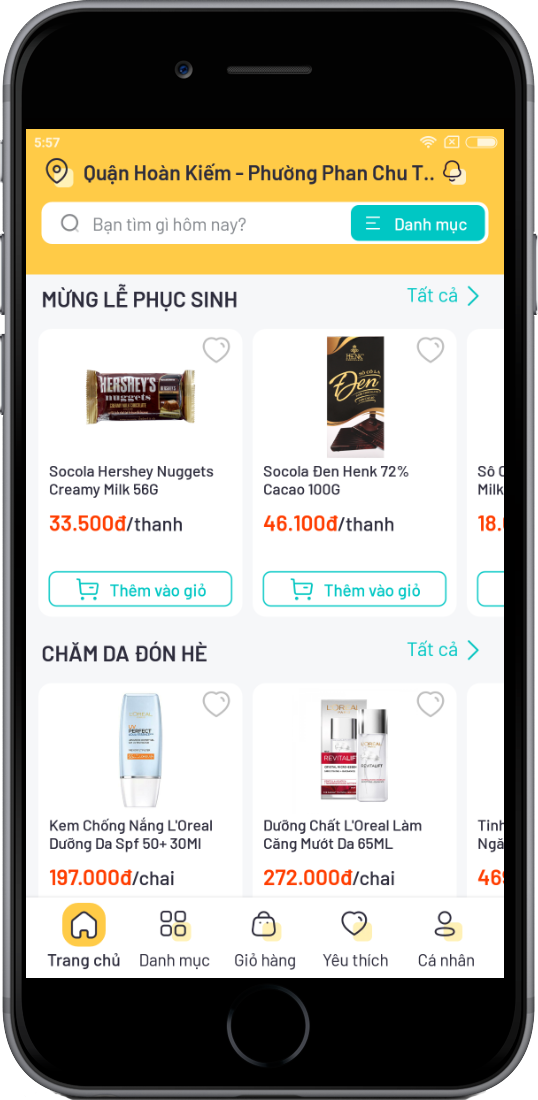 5:57
Quận Hoàn Kiếm - Phường Phan Chu T..
Bạn tìm gì hôm nay?
Danh mục
MỪNG LỄ PHỤC SINH
Tất cả
HERSHEY'S
nuggets
HENK
SÔ CÔ LA
Đen
Socola Hershey Nuggets
Creamy Milk 56G
33.500đ/thanh
Thêm vào giỏ
Socola Đen Henk 72%
Cacao 100G
46.100đ/thanh
Thêm vào giỏ
Sô
Milk
18.
CHĂM DA ĐÓN HÈ
Tất cả
L'OREAL
UV
PERFECT
L'OREAL
REVITALIFT
L'OREAL
REVITALIFT
Kem Chống Nắng L'Oreal
Dưỡng Da Spf 50+ 30Ml
197.000đ/chai
Dưỡng Chất L'Oreal Làm
Căng Mướt Da 65ML
272.000đ/chai
Tinh
Ngă
46
Trang chủ
Danh mục
Giỏ hàng
Yêu thích
Cá nhân